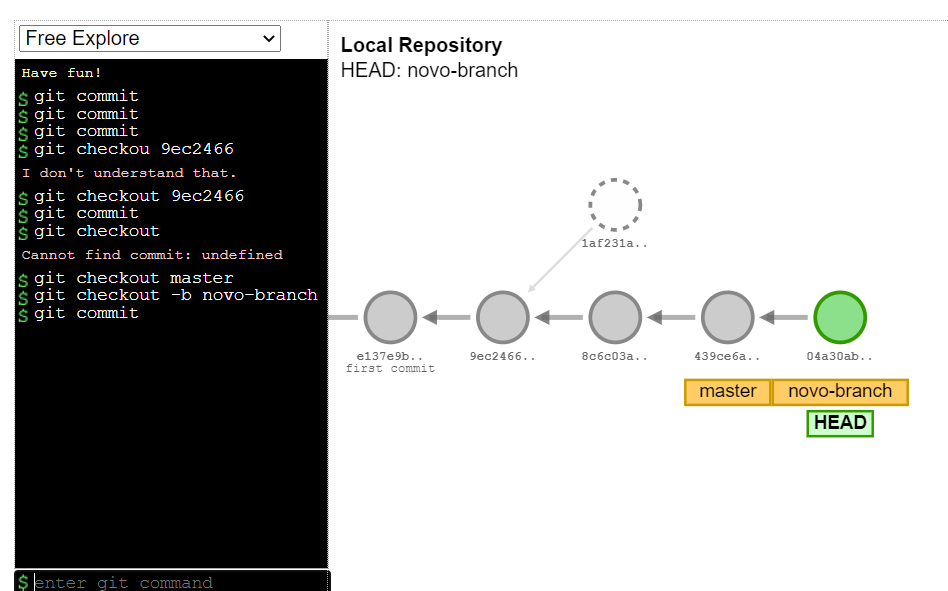 Free Explore
Have fun!
$ git commit
$ git commit
$ git commit
$ git checkou 9ec2466
I don't understand that.
$ git checkout 9ec2466
$ git commit
$ git checkout
Cannot find commit: undefined
$ git checkout master
$ git checkout -b novo-branch
$ git commit
$ enter git command
Local Repository
HEAD: novo-branch
1af231a..
e137e9b..
first commit
9ec2466..
8c6c03a..
439ce6a..
04a30ab..
master
novo-branch
HEAD